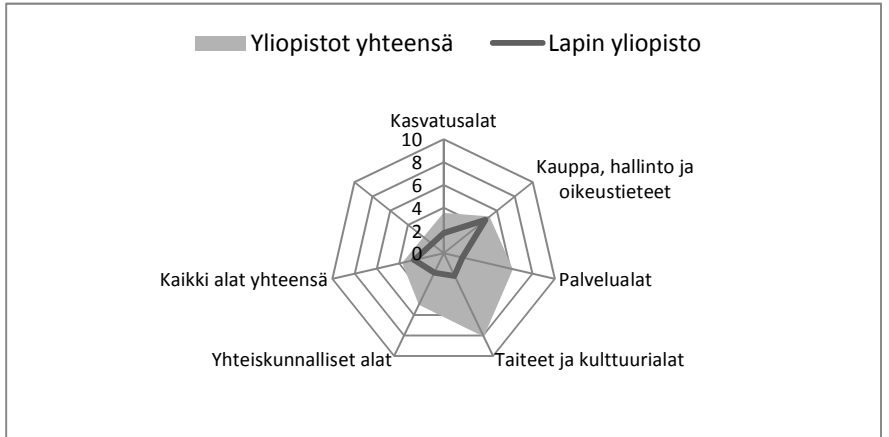 Yliopistot yhteensä
Lapin yliopisto
Kasvatusalat
10
8
6
4
2
0
Kauppa, hallinto ja
oikeustieteet
Palvelualat
Taiteet ja kulttuurialat
Yhteiskunnalliset alat
Kaikki alat yhteensä